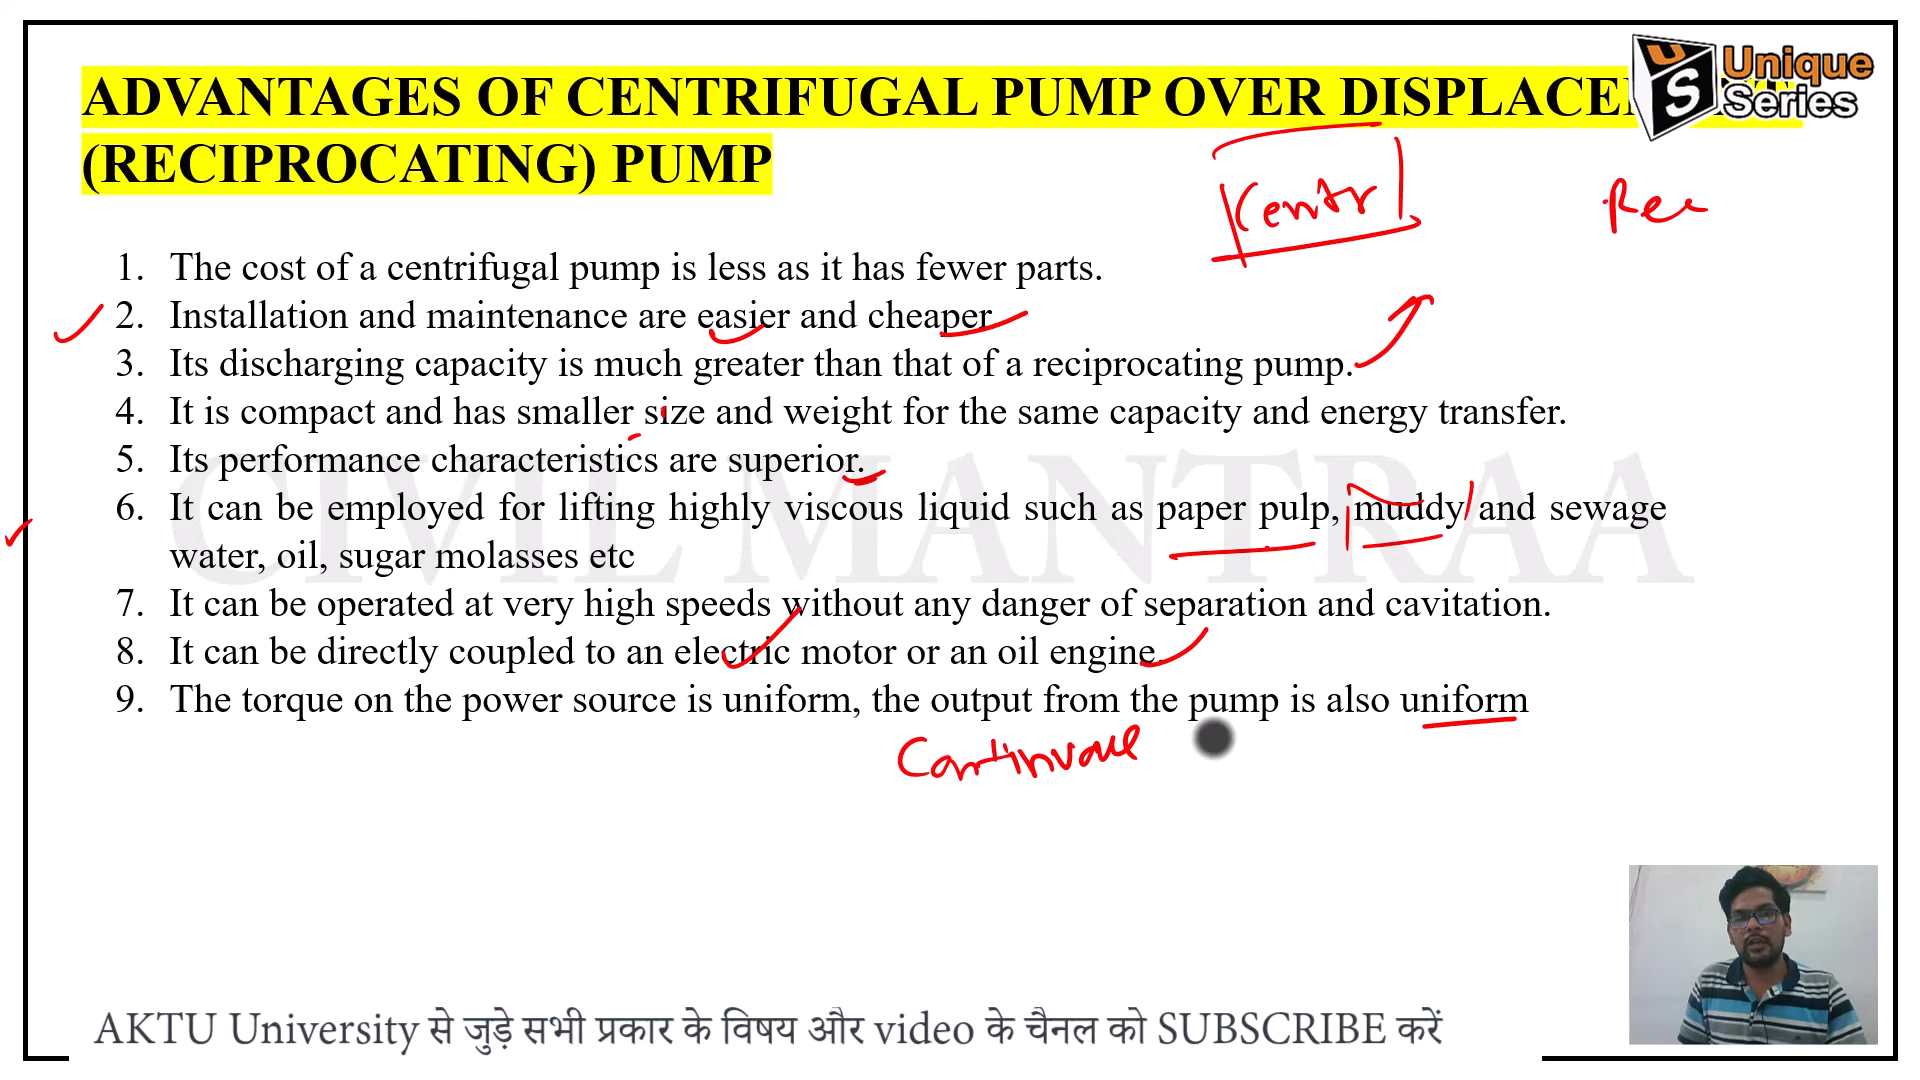 ADVANTAGES OF CENTRIFUGAL PUMP OVER
(RECIPROCATING) PUMP
Unique
Series
US
Centr
Rec
1. The cost of a centrifugal pump is less as it has fewer parts.
2. Installation and maintenance are easier and cheaper
3. Its discharging capacity is much greater than that of a reciprocating pump.
4. It is compact and has smaller size and weight for the same capacity and energy transfer.
5. Its performance characteristics are superior.
6. It can be employed for lifting highly viscous liquid such as paper pulp, muddy and sewage
water, oil, sugar molasses etc
CIVIL MANTRAA
7. It can be operated at very high speeds without any danger of separation and cavitation.
8. It can be directly coupled to an electric motor or an oil engine.
9. The torque on the power source is uniform, the output from the pump is also uniform
AKTU University से जुड़े सभी प्रकार के विषय और video के चैनल को SUBSCRIBE करें